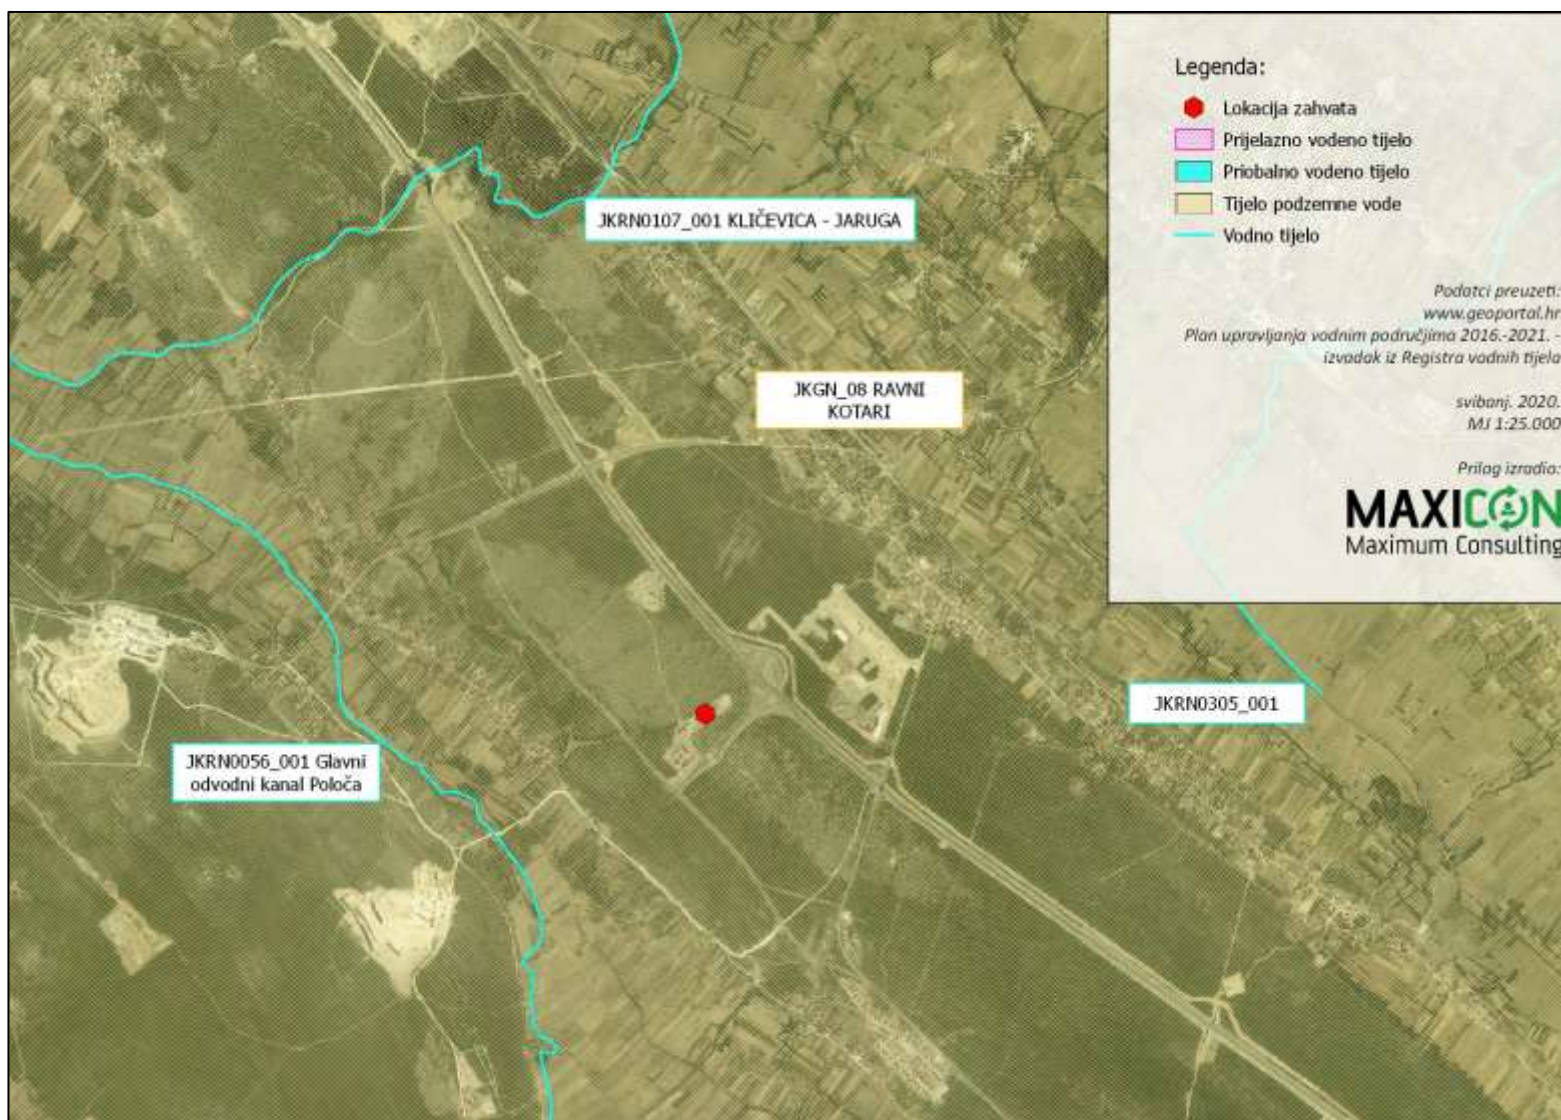 Legenda:
Lokacija zahvata
Prijelazno vodeno tijelo
Priobalno vodeno tijelo
Tijelo podzemne vode
Vodno tijelo
Podatci preuzeti:
www.geoportal.hr
Plan upravljanja vodnim područjima 2016.-2021. -
izvadak iz Registra vodnih tijela
svibanj. 2020.
MJ 1:25.000
Prilog izradio:
MAXICON
Maximum Consulting
JKRN0107_001 KLIČEVICA - JARUGA
JKGN_08 RAVNI
KOTARI
JKRN0305_001
JKRN0056_001 Glavni
odvodni kanal Poloča